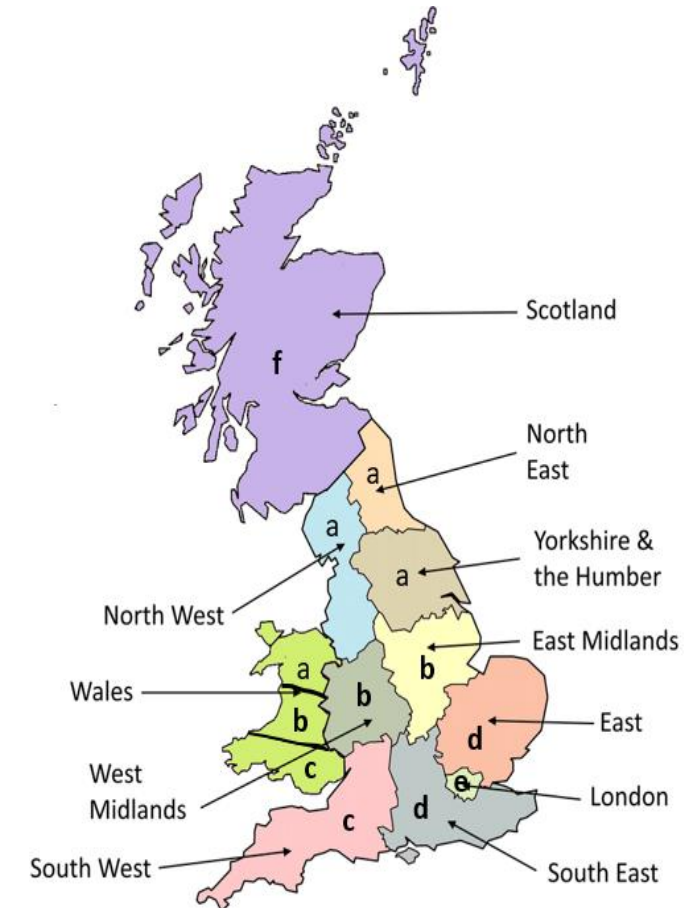 Scotland
f
North
East
a
a
Yorkshire &
the Humber
a
North West
East Midlands
b
a
Wales
b
b
East
d
c
West
Midlands
e
London
c
d
South West
South East